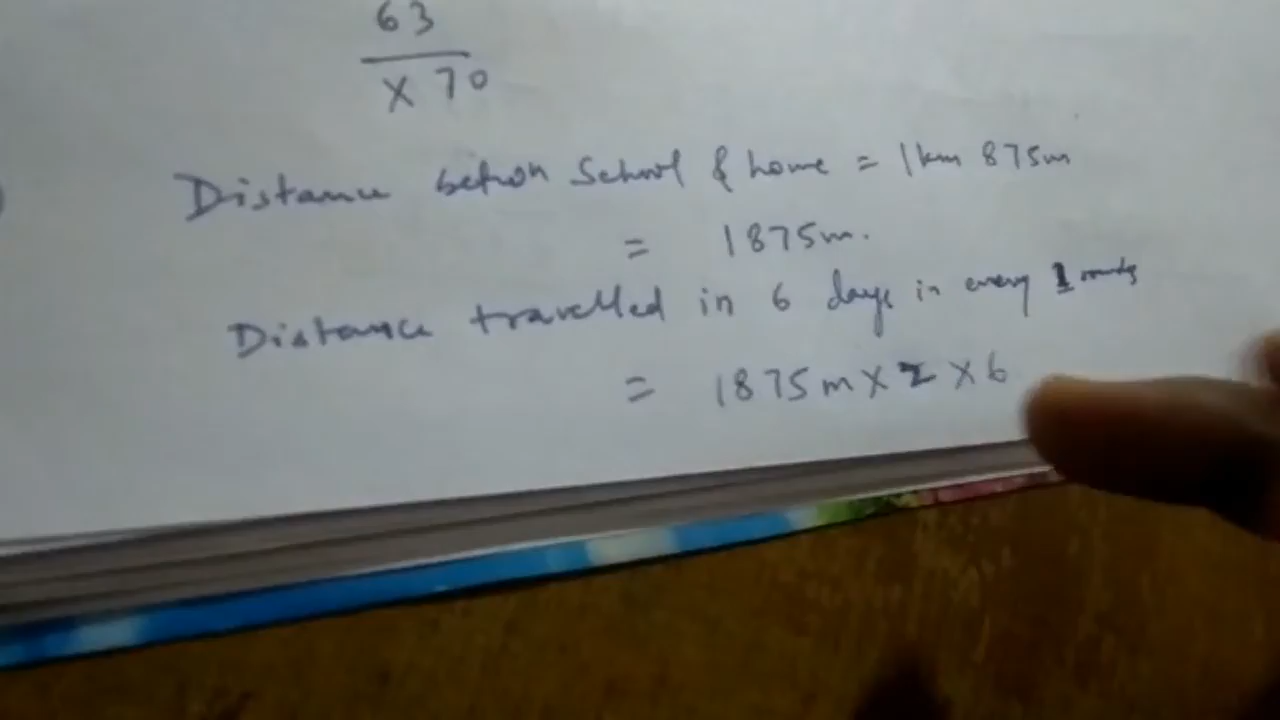 63
X 70
Distance betwn School & home = 1km 875m
= 1875m.
Distance travelled in 6 days in every 1
= 1875m X 2 X 6